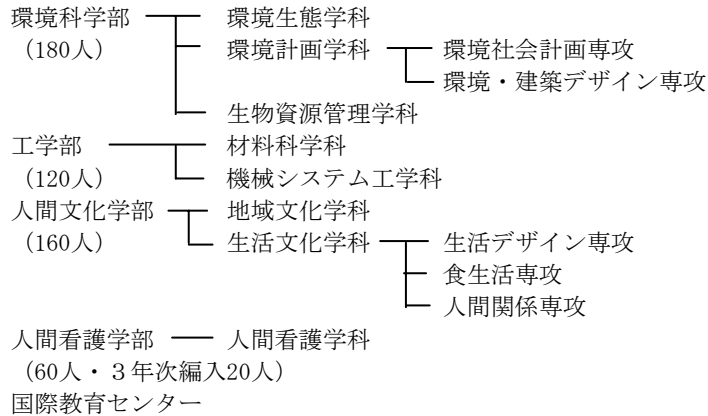 環境科学部 環境生態学科
(180人) 環境計画学科 環境社会計画専攻
環境・建築デザイン専攻
生物資源管理学科
工学部 材料科学科
(120人) 機械システム工学科
人間文化学部 地域文化学科
(160人) 生活文化学科 生活デザイン専攻
食生活専攻
人間関係専攻
人間看護学部 人間看護学科
(60人・3年次編入20人)
国際教育センター